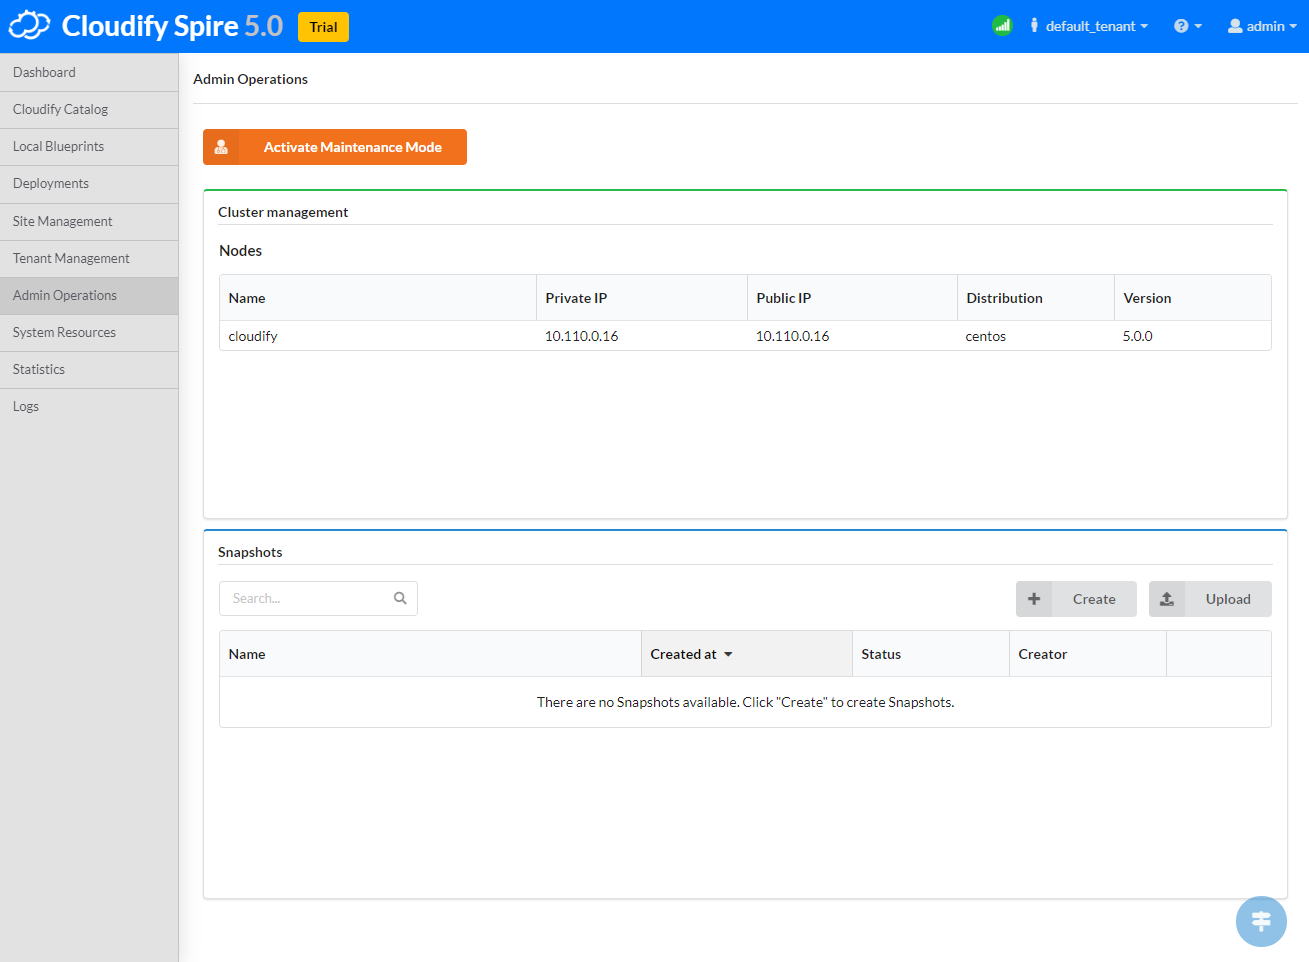 Cloudify Spire 5.0 Trial
default_tenant
admin
Dashboard
Cloudify Catalog
Local Blueprints
Deployments
Site Management
Tenant Management
Admin Operations
System Resources
Statistics
Logs
Admin Operations
Activate Maintenance Mode
Cluster management
Nodes
Name Private IP Public IP Distribution Version
cloudify 10.110.0.16 10.110.0.16 centos 5.0.0
Snapshots
Search...
Create
Upload
Name Created at Status Creator
There are no Snapshots available. Click "Create" to create Snapshots.